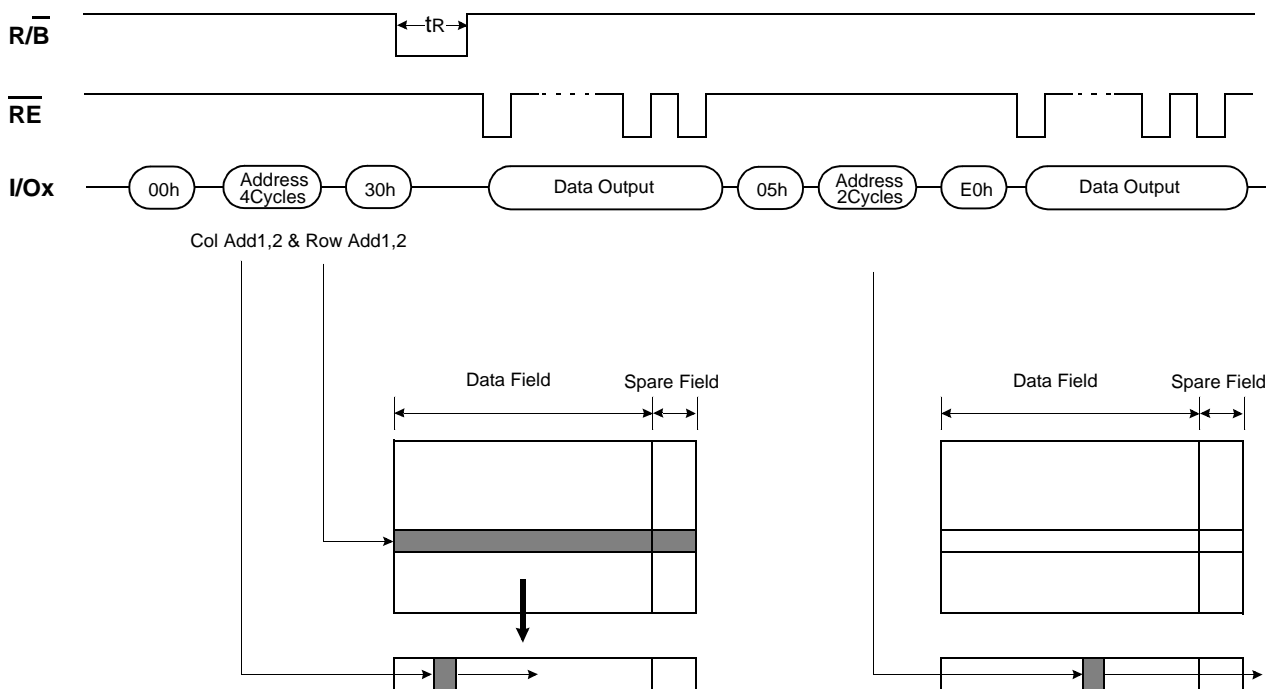 R/B
tR
RE
I/Ox
00h
Address
4Cycles
30h
Data Output
05h
Address
2Cycles
E0h
Data Output
Col Add1,2 & Row Add1,2
Data Field
Spare Field
Data Field
Spare Field